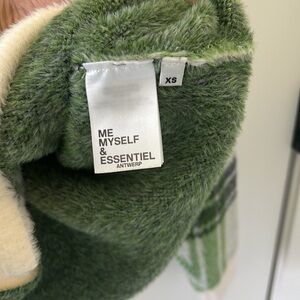 ME
MYSELF
&
ESSENTIEL
ANTWERP
XS